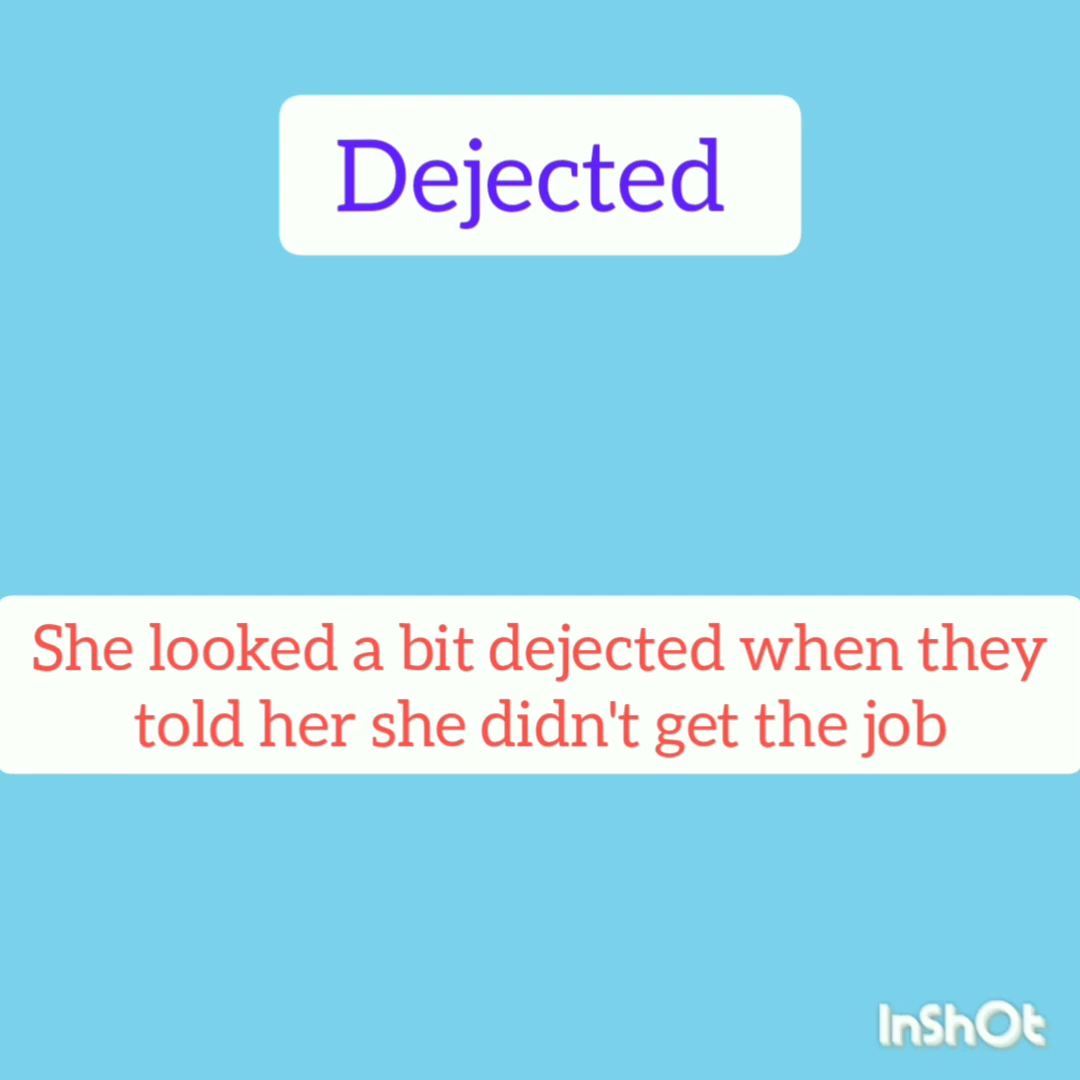 Dejected
She looked a bit dejected when they
told her she didn't get the job
InShOt